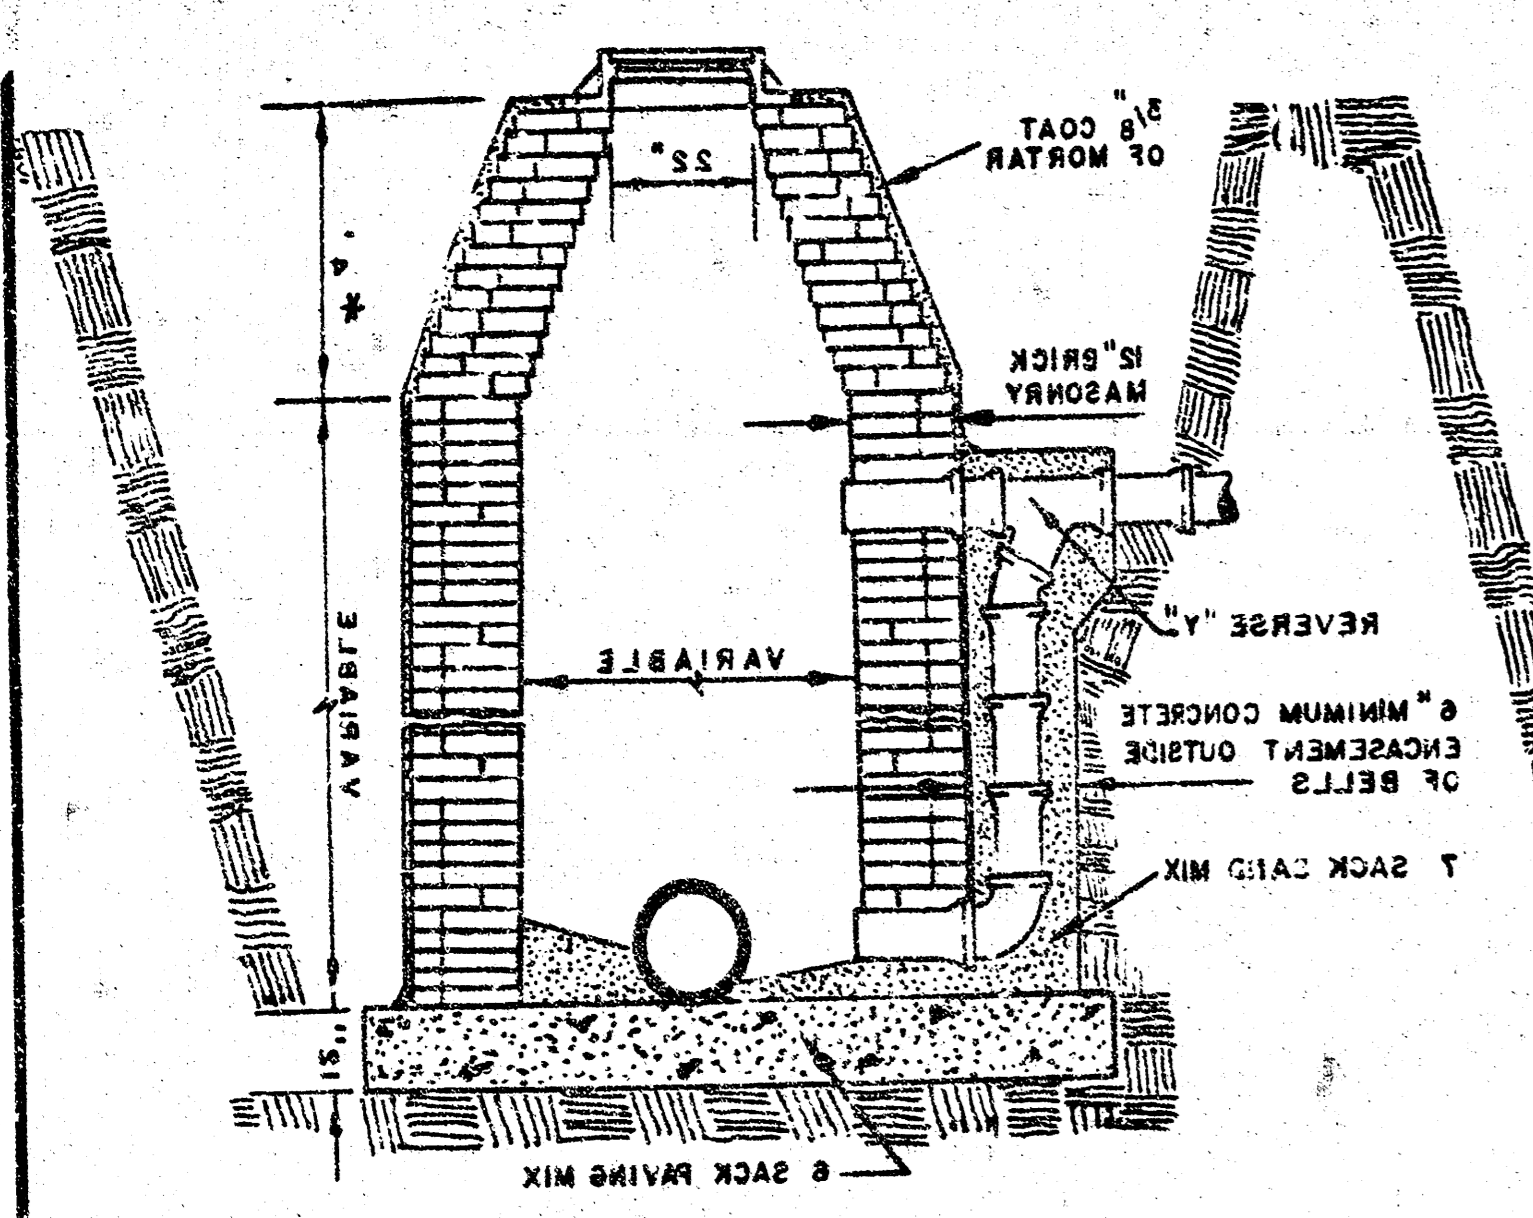 3/8" COAT
OF MORTAR
22"
* 4'
12" BRICK
MASONRY
REVERSE "Y"
VARIABLE
VARIABLE
6" MINIMUM CONCRETE
ENCASEMENT OUTSIDE
OF BELLS
7 SACK SAND MIX
12"
6 SACK PAVING MIX